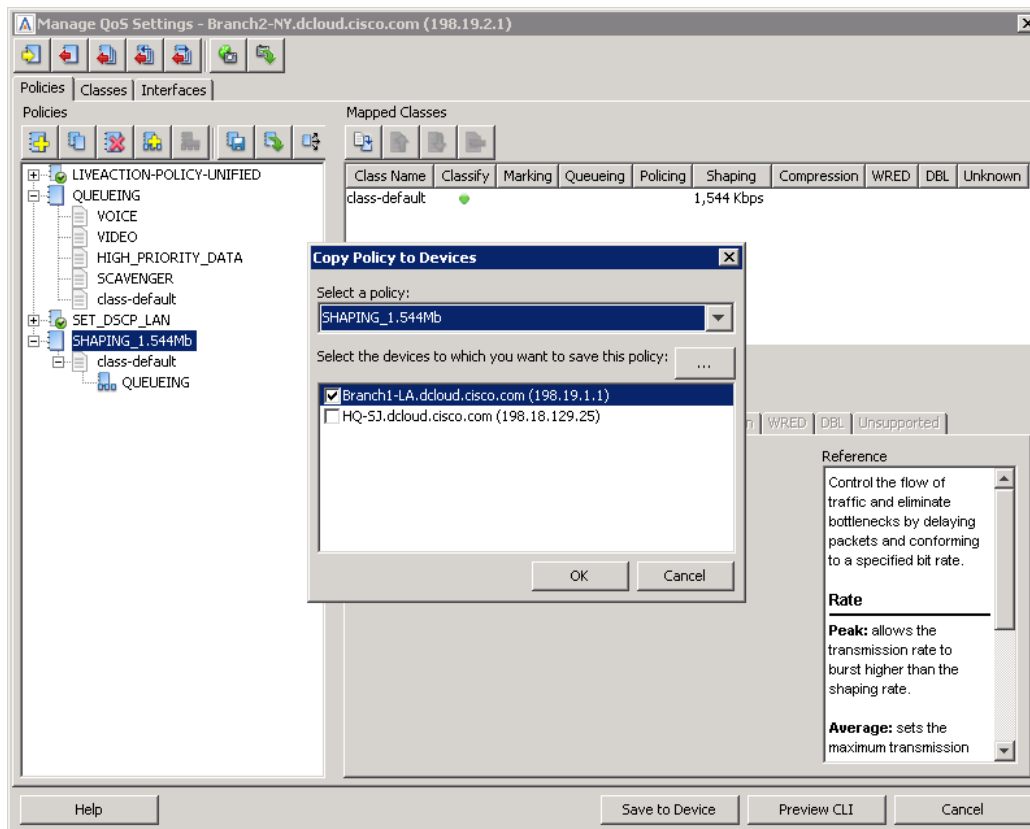 Manage QoS Settings - Branch2-NY.dcloud.cisco.com (198.19.2.1)
Policies
Classes
Interfaces
Policies
Mapped Classes
Class Name
Classify
Marking
Queueing
Policing
Shaping
Compression
WRED
DBL
Unknown
class-default
1,544 Kbps
LIVEACTION-POLICY-UNIFIED
QUEUEING
VOICE
VIDEO
HIGH_PRIORITY_DATA
SCAVENGER
class-default
SET_DSCP_LAN
SHAPING_1.544Mb
class-default
QUEUEING
Copy Policy to Devices
Select a policy:
SHAPING_1.544Mb
Select the devices to which you want to save this policy:
...
Branch1-LA.dcloud.cisco.com (198.19.1.1)
HQ-SJ.dcloud.cisco.com (198.18.129.25)
OK
Cancel
WRED
DBL
Unsupported
Reference
Control the flow of
traffic and eliminate
bottlenecks by delaying
packets and conforming
to a specified bit rate.
Rate
Peak: allows the
transmission rate to
burst higher than the
shaping rate.
Average: sets the
maximum transmission
Help
Save to Device
Preview CLI
Cancel